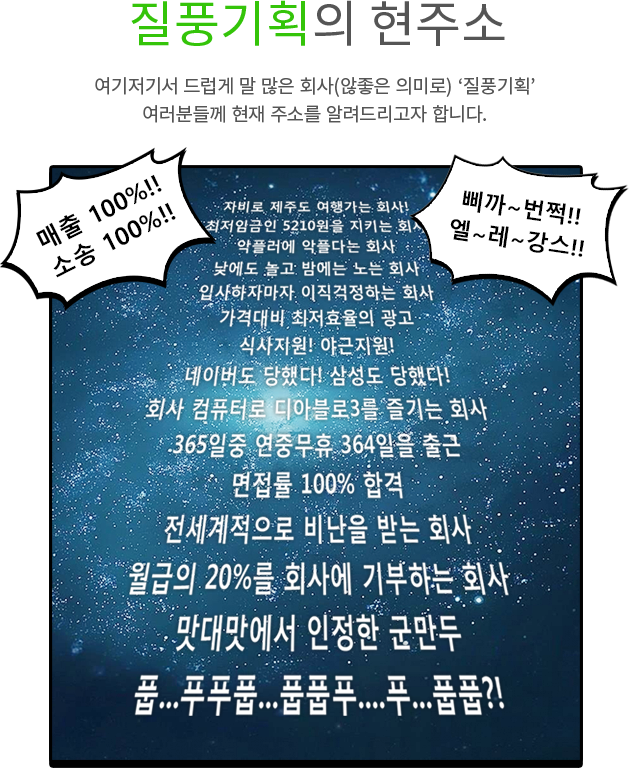 질풍기획의 현주소
여기저기서 드럽게 말 많은 회사(않좋은 의미로) ‘질풍기획’
여러분들께 현재 주소를 알려드리고자 합니다.
매출 100%!!
소송 100%!!
삐까~번쩍!!
엘~레~강스!!
자비로 제주도 여행가는 회사!
최저임금인 5210원을 지키는 회사
악플러에 악플다는 회사
낮에도 놀고 밤에는 노는 회사
입사하자마자 이직걱정하는 회사
가격대비 최저효율의 광고
식사지원! 야근지원!
네이버도 당했다! 삼성도 당했다!
회사 컴퓨터로 디아블로3를 즐기는 회사
365일중 연중무휴 364일을 출근
면접률 100% 합격
전세계적으로 비난을 받는 회사
월급의 20%를 회사에 기부하는 회사
맛대맛에서 인정한 군만두
풉...푸푸풉...풉풉푸....푸...풉풉?!